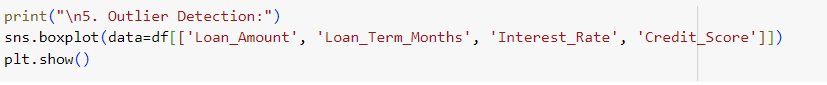 print("\n5. Outlier Detection:")
sns.boxplot(data=df[['Loan_Amount', 'Loan_Term_Months', 'Interest_Rate', 'Credit_Score']])
plt.show()